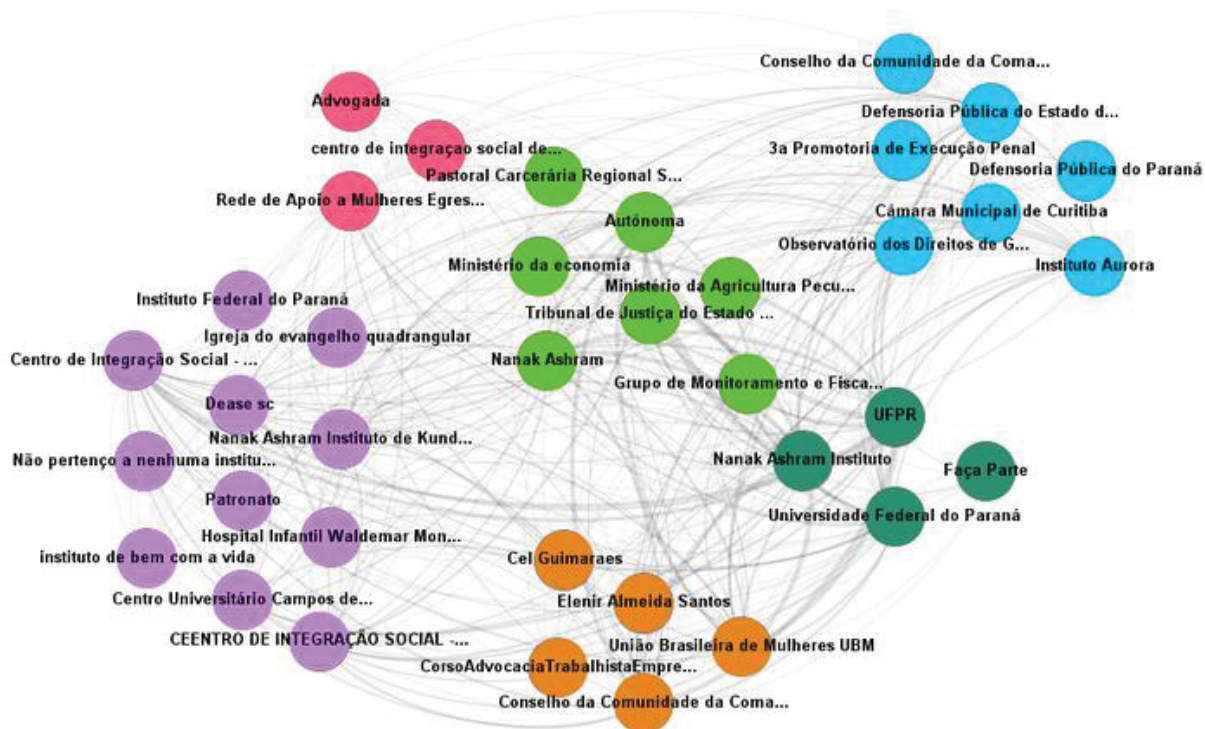 Conselho da Comunidade da Coma...
Advogada
Defensoria Pública do Estado d...
centro de integraçao social de...
3a Promotoria de Execução Penal
Pastoral Carcerária Regional S...
Defensoria Pública do Paraná
Rede de Apoio a Mulheres Egres...
Autônoma
Câmara Municipal de Curitiba
Observatório dos Direitos de G...
Ministério da economia
Instituto Aurora
Ministério da Agricultura Pecu...
Instituto Federal do Paraná
Tribunal de Justiça do Estado ...
Igreja do evangelho quadrangular
Centro de Integração Social - ...
Nanak Ashram
Grupo de Monitoramento e Fisca...
Dease sc
UFPR
Nanak Ashram Instituto de Kund...
Não pertenço a nenhuma institu...
Nanak Ashram Instituto
Faça Parte
Patronato
Universidade Federal do Paraná
Hospital Infantil Waldemar Mon...
instituto de bem com a vida
Cel Guimaraes
Centro Universitário Campos de...
Elenir Almeida Santos
CEENTRO DE INTEGRAÇÃO SOCIAL -...
União Brasileira de Mulheres UBM
CorsoAdvocaciaTrabalhistaEmpre...
Conselho da Comunidade da Coma...